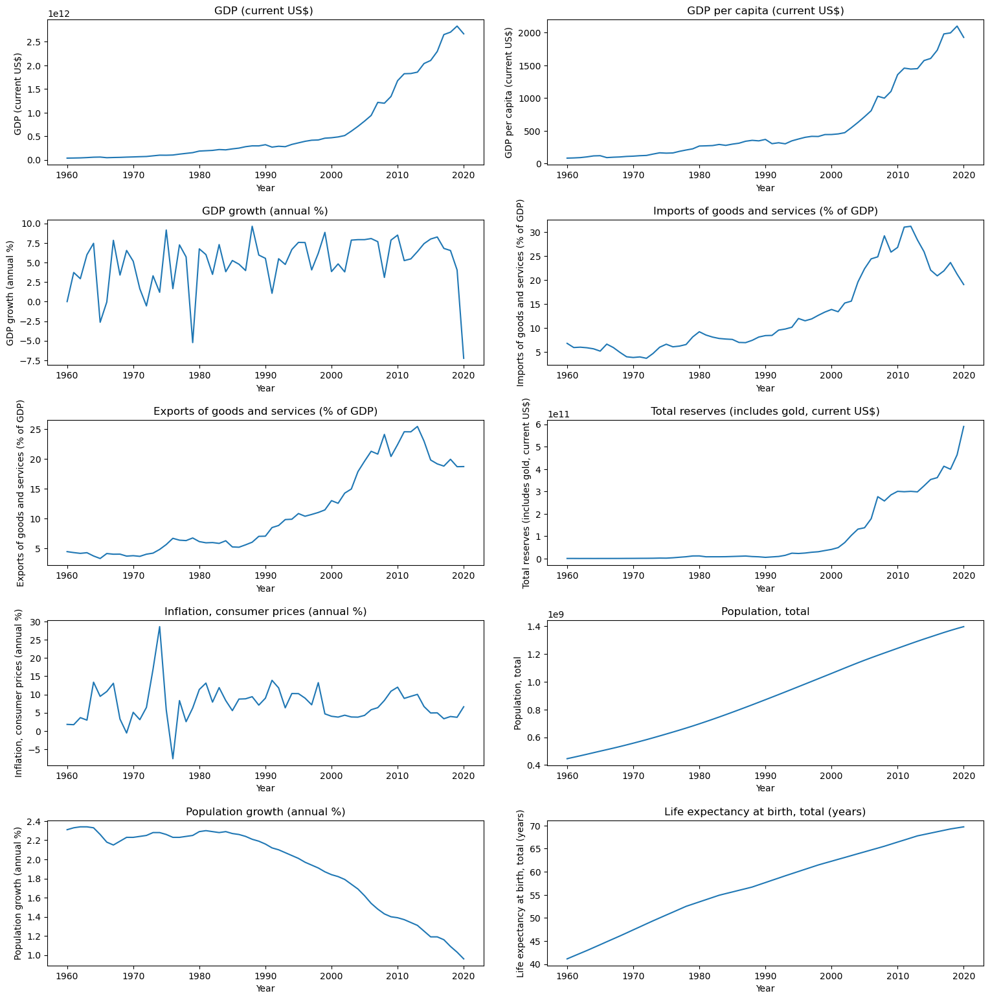 GDP (current US$)
1e12
GDP (current US$)
2.5
2.0
1.5
1.0
0.5
0.0
1960 1970 1980 1990 2000 2010 2020
Year
GDP per capita (current US$)
GDP per capita (current US$)
2000
1500
1000
500
0
1960 1970 1980 1990 2000 2010 2020
Year
GDP growth (annual %)
GDP growth (annual %)
10.0
7.5
5.0
2.5
0.0
−2.5
−5.0
−7.5
1960 1970 1980 1990 2000 2010 2020
Year
Imports of goods and services (% of GDP)
Imports of goods and services (% of GDP)
30
25
20
15
10
5
1960 1970 1980 1990 2000 2010 2020
Year
Exports of goods and services (% of GDP)
Exports of goods and services (% of GDP)
25
20
15
10
5
1960 1970 1980 1990 2000 2010 2020
Year
Total reserves (includes gold, current US$)
1e11
Total reserves (includes gold, current US$)
6
5
4
3
2
1
0
1960 1970 1980 1990 2000 2010 2020
Year
Inflation, consumer prices (annual %)
Inflation, consumer prices (annual %)
30
25
20
15
10
5
0
−5
1960 1970 1980 1990 2000 2010 2020
Year
Population, total
1e9
Population, total
1.4
1.2
1.0
0.8
0.6
0.4
1960 1970 1980 1990 2000 2010 2020
Year
Population growth (annual %)
Population growth (annual %)
2.4
2.2
2.0
1.8
1.6
1.4
1.2
1.0
1960 1970 1980 1990 2000 2010 2020
Year
Life expectancy at birth, total (years)
Life expectancy at birth, total (years)
70
65
60
55
50
45
40
1960 1970 1980 1990 2000 2010 2020
Year